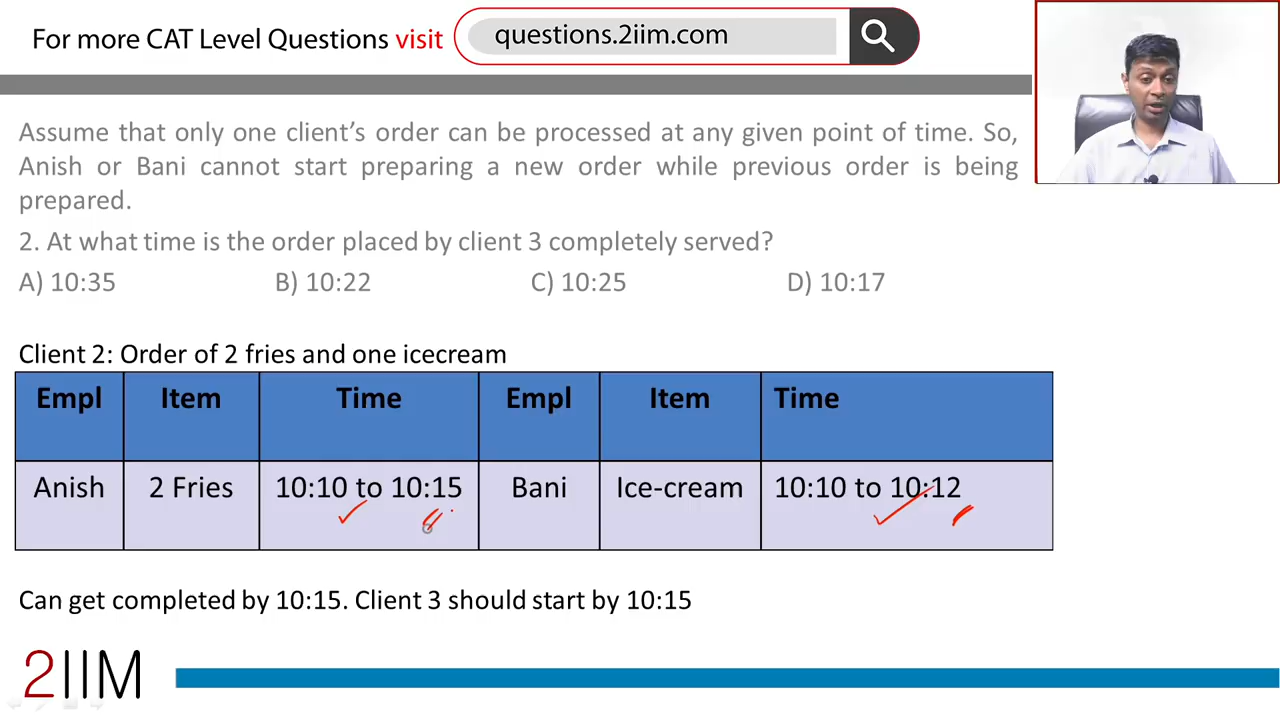 For more CAT Level Questions visit questions.2iim.com
Assume that only one client's order can be processed at any given point of time. So,
Anish or Bani cannot start preparing a new order while previous order is being
prepared.
2. At what time is the order placed by client 3 completely served?
A) 10:35 B) 10:22 C) 10:25 D) 10:17
Client 2: Order of 2 fries and one icecream
Empl Item Time Empl Item Time
Anish 2 Fries 10:10 to 10:15 Bani Ice-cream 10:10 to 10:12
Can get completed by 10:15. Client 3 should start by 10:15
2IIM